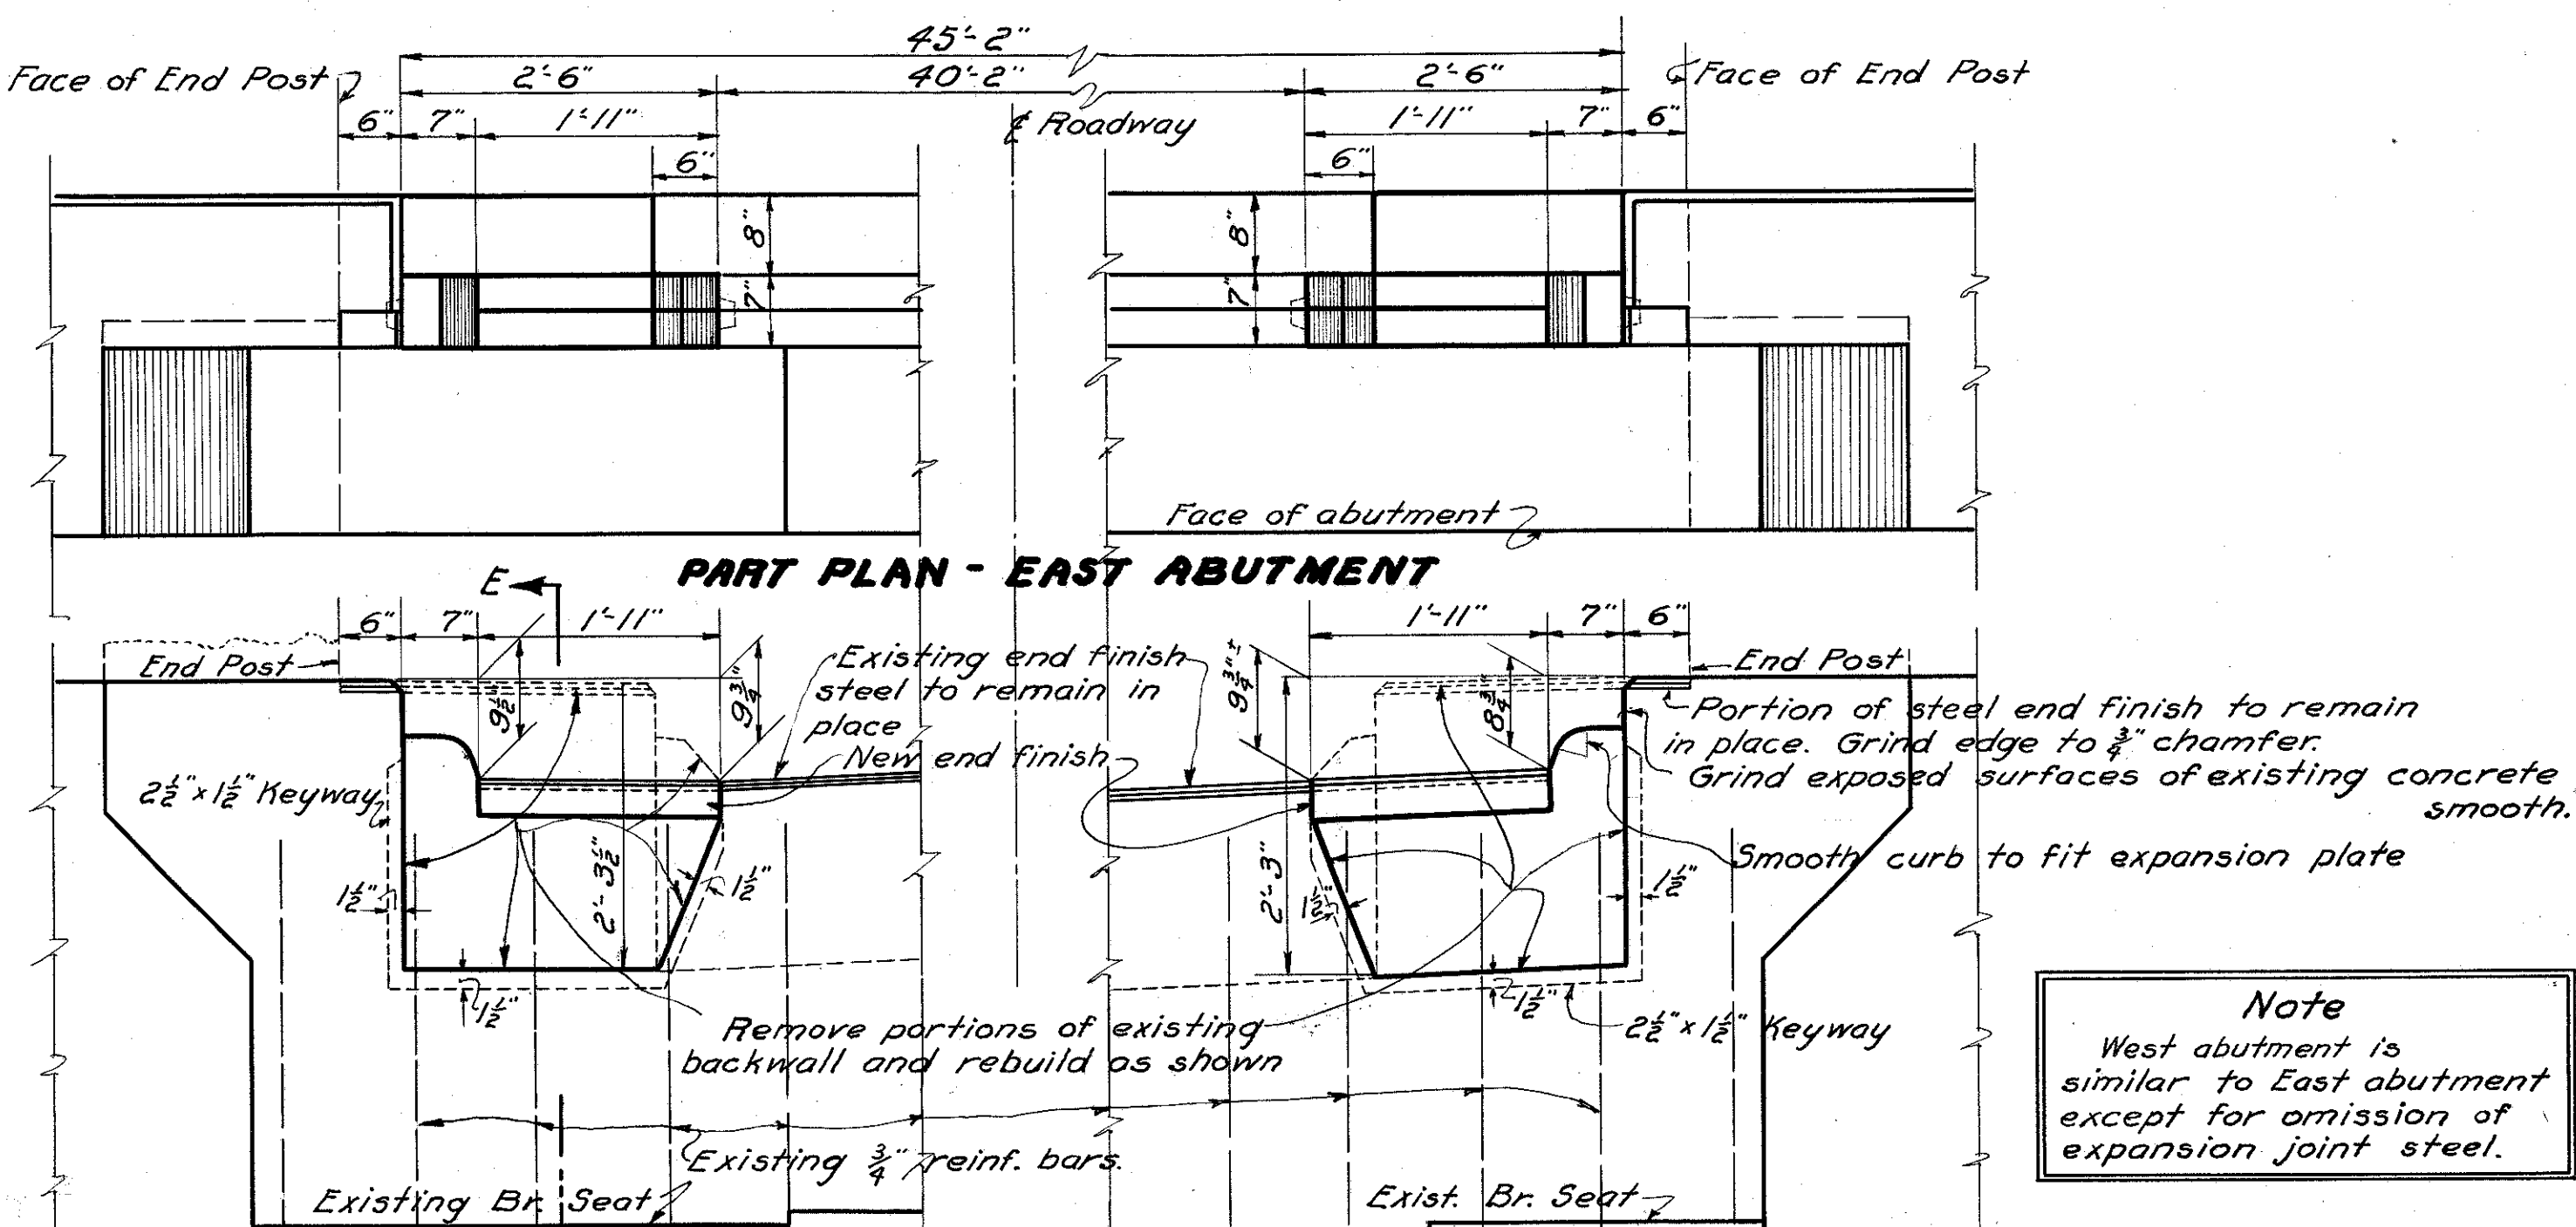 45'-2"
Face of End Post
2'-6"
40'-2"
2'-6"
Face of End Post
6"
7"
1'-11"
℄ Roadway
1'-11"
7"
6"
6"
6"
8"
8"
7"
7"
Face of abutment
PART PLAN - EAST ABUTMENT
E
6"
7"
1'-11"
1'-11"
7"
6"
End Post
Existing end finish
steel to remain in
place
End Post
9½"
9¾"
9¾"±
8¾"
Portion of steel end finish to remain
in place. Grind edge to ¾" chamfer.
New end finish
Grind exposed surfaces of existing concrete
smooth.
2½" x 1½" Keyway
Smooth curb to fit expansion plate
1½"
2'-3½"
1½"
2'-3"
1½"
1½"
1½"
1½"
Remove portions of existing
backwall and rebuild as shown
2½" x 1½" Keyway
Existing ¾" reinf. bars.
Existing Br. Seat
Exist. Br. Seat
Note
West abutment is
similar to East abutment
except for omission of
expansion joint steel.